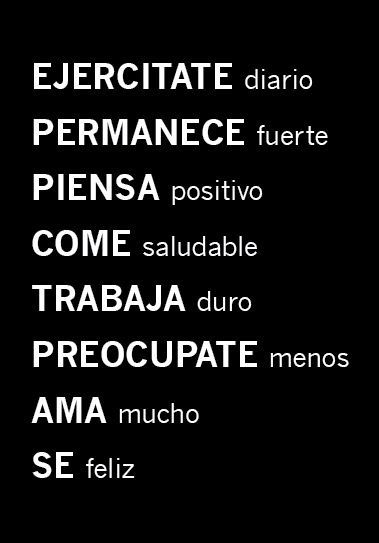 EJERCITATE diario
PERMANECE fuerte
PIENSA positivo
COME saludable
TRABAJA duro
PREOCUPATE menos
AMA mucho
SE feliz